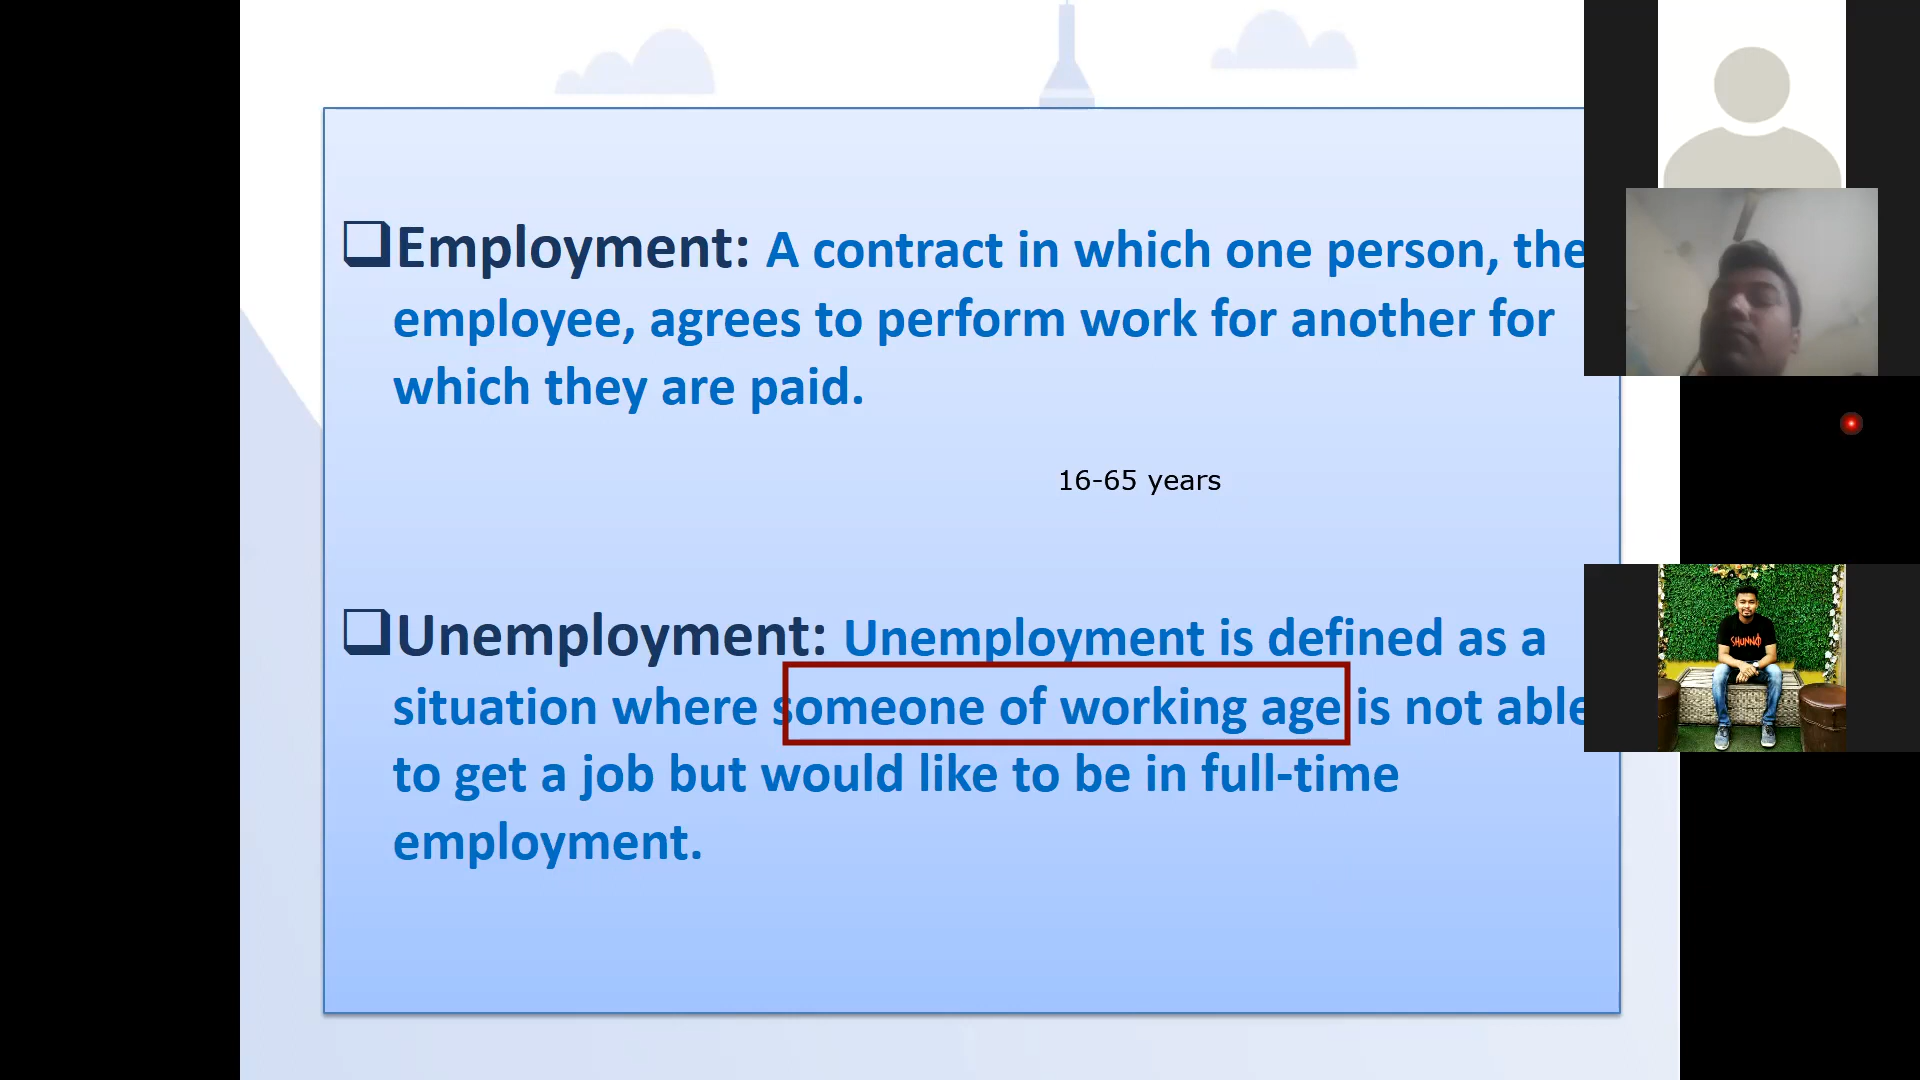 Employment: A contract in which one person, the
employee, agrees to perform work for another for
which they are paid.
16-65 years
Unemployment: Unemployment is defined as a
situation where someone of working age is not able
to get a job but would like to be in full-time
employment.
SHUNNO